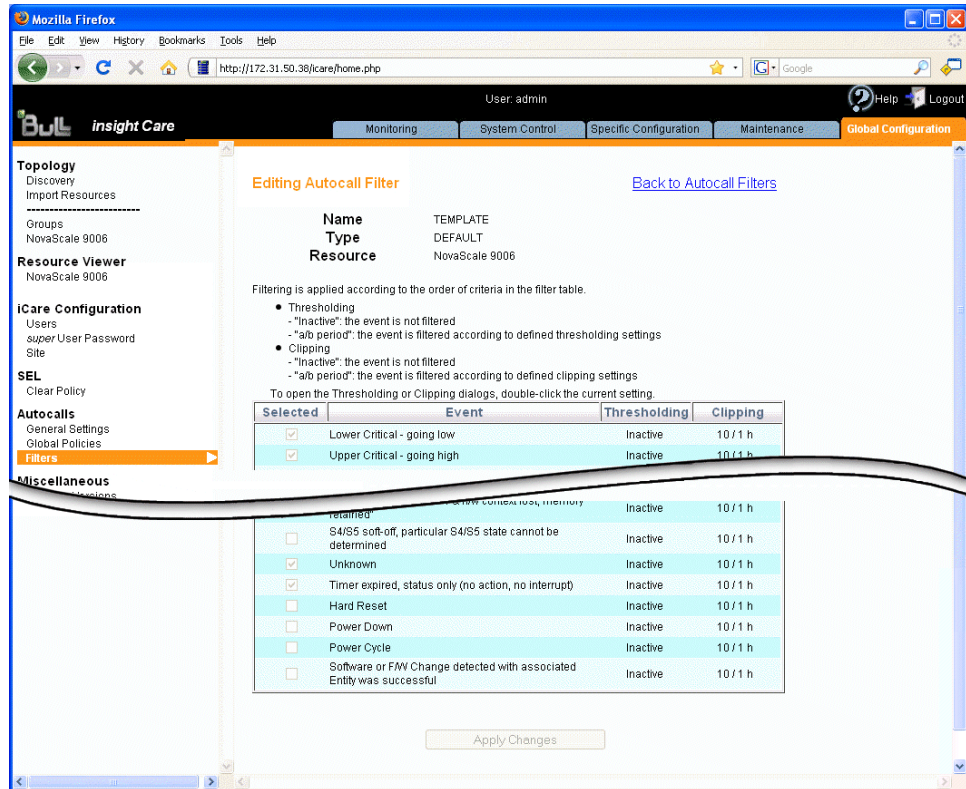 Mozilla Firefox
File Edit View History Bookmarks Tools Help
http://172.31.50.38/icare/home.php
G Google
User: admin
Help Logout
Bull insight Care
Monitoring System Control Specific Configuration Maintenance Global Configuration
Topology
Discovery
Import Resources
-------------------------
Groups
NovaScale 9006
Resource Viewer
NovaScale 9006
iCare Configuration
Users
super User Password
Site
SEL
Clear Policy
Autocalls
General Settings
Global Policies
Filters
Miscellaneous
Versions
Editing Autocall Filter
Back to Autocall Filters
Name TEMPLATE
Type DEFAULT
Resource NovaScale 9006
Filtering is applied according to the order of criteria in the filter table.
● Thresholding
- "Inactive": the event is not filtered
- "a/b period": the event is filtered according to defined thresholding settings
● Clipping
- "Inactive": the event is not filtered
- "a/b period": the event is filtered according to defined clipping settings
To open the Thresholding or Clipping dialogs, double-click the current setting.
Selected Event Thresholding Clipping
Lower Critical - going low Inactive 10 / 1 h
Upper Critical - going high Inactive 10 / 1 h
context lost, memory
retained" Inactive 10 / 1 h
S4/S5 soft-off, particular S4/S5 state cannot be
determined Inactive 10 / 1 h
Unknown Inactive 10 / 1 h
Timer expired, status only (no action, no interrupt) Inactive 10 / 1 h
Hard Reset Inactive 10 / 1 h
Power Down Inactive 10 / 1 h
Power Cycle Inactive 10 / 1 h
Software or F/W Change detected with associated
Entity was successful Inactive 10 / 1 h
Apply Changes